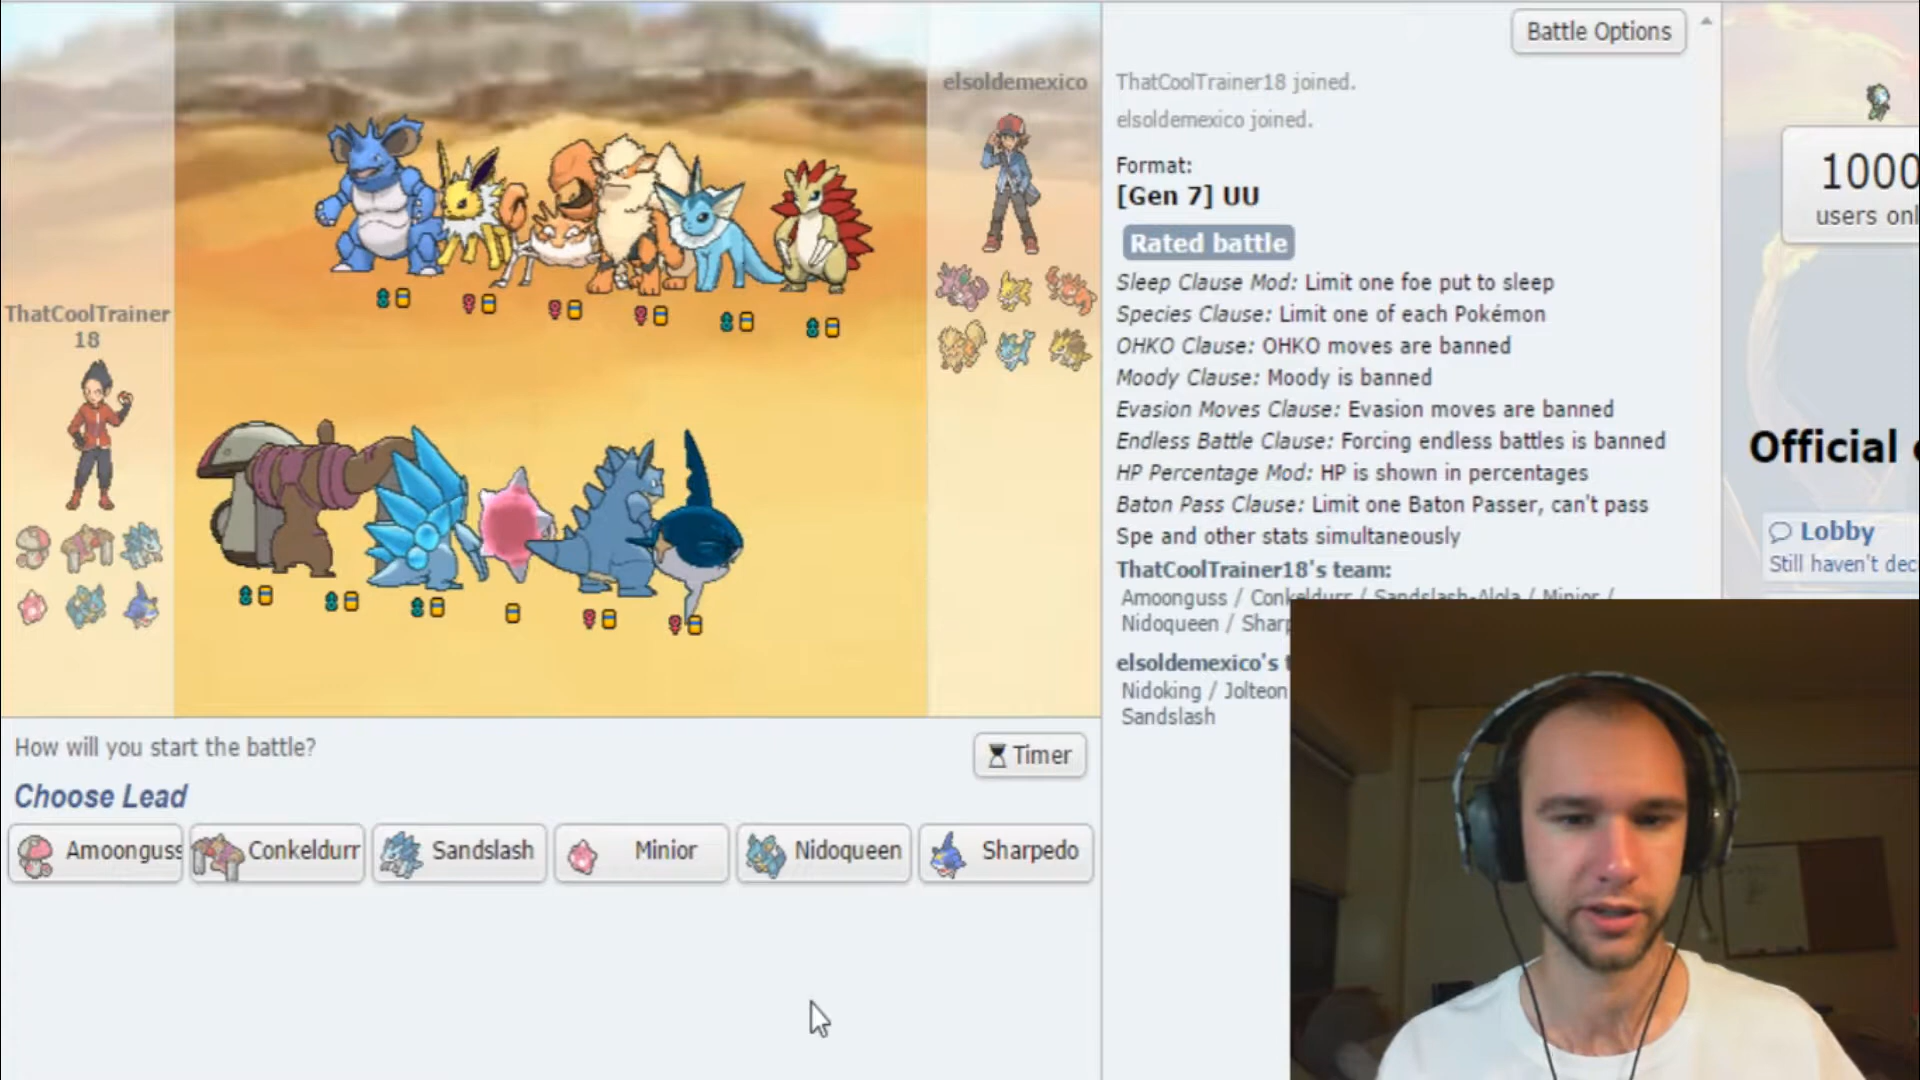 ThatCoolTrainer
18
elsoldemexico
Battle Options
ThatCoolTrainer18 joined.
elsoldemexico joined.
Format:
[Gen 7] UU
Rated battle
Sleep Clause Mod: Limit one foe put to sleep
Species Clause: Limit one of each Pokémon
OHKO Clause: OHKO moves are banned
Moody Clause: Moody is banned
Evasion Moves Clause: Evasion moves are banned
Endless Battle Clause: Forcing endless battles is banned
HP Percentage Mod: HP is shown in percentages
Baton Pass Clause: Limit one Baton Passer, can't pass
Spe and other stats simultaneously
ThatCoolTrainer18's team:
Amoonguss / Conkeldurr / Sandslash-Alola / Minior /
Nidoqueen / Sharp
elsoldemexico's t
Nidoking / Jolteon
Sandslash
1000
users onl
Official
Lobby
Still haven't dec
How will you start the battle?
Timer
Choose Lead
Amoonguss
Conkeldurr
Sandslash
Minior
Nidoqueen
Sharpedo